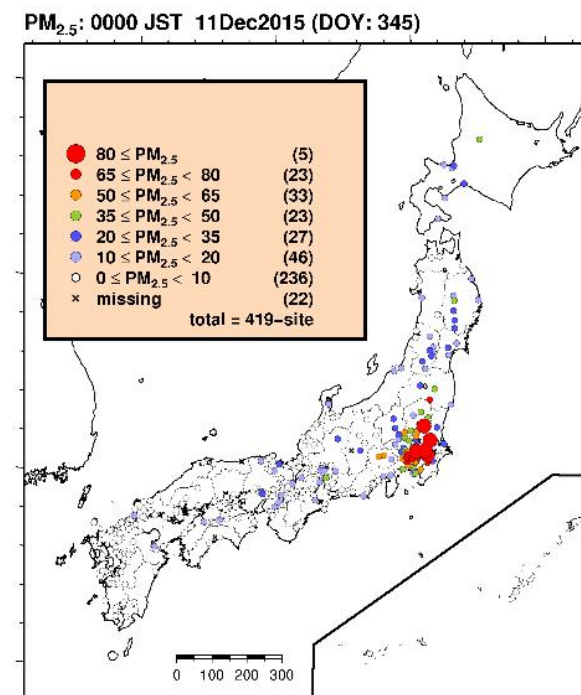 PM2.5: 0000 JST 11Dec2015 (DOY: 345)
80 ≤ PM2.5 (5)
65 ≤ PM2.5 < 80 (23)
50 ≤ PM2.5 < 65 (33)
35 ≤ PM2.5 < 50 (23)
20 ≤ PM2.5 < 35 (27)
10 ≤ PM2.5 < 20 (46)
0 ≤ PM2.5 < 10 (236)
× missing (22)
total = 419-site
0 50 100 200 300